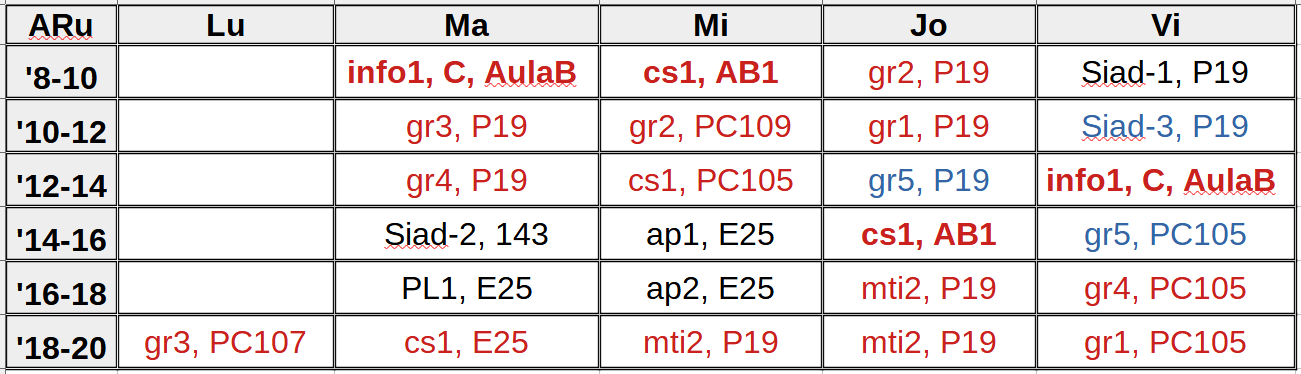 ARu Lu Ma Mi Jo Vi
'8-10 info1, C, AulaB cs1, AB1 gr2, P19 Siad-1, P19
'10-12 gr3, P19 gr2, PC109 gr1, P19 Siad-3, P19
'12-14 gr4, P19 cs1, PC105 gr5, P19 info1, C, AulaB
'14-16 Siad-2, 143 ap1, E25 cs1, AB1 gr5, PC105
'16-18 PL1, E25 ap2, E25 mti2, P19 gr4, PC105
'18-20 gr3, PC107 cs1, E25 mti2, P19 mti2, P19 gr1, PC105